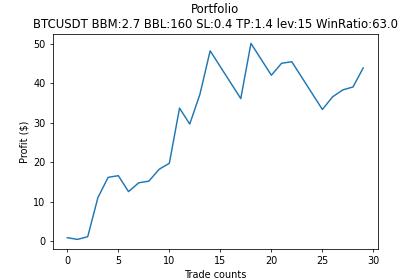 Portfolio
BTCUSDT BBM:2.7 BBL:160 SL:0.4 TP:1.4 lev:15 WinRatio:63.0
50
40
30
20
10
0
Profit ($)
0 5 10 15 20 25 30
Trade counts